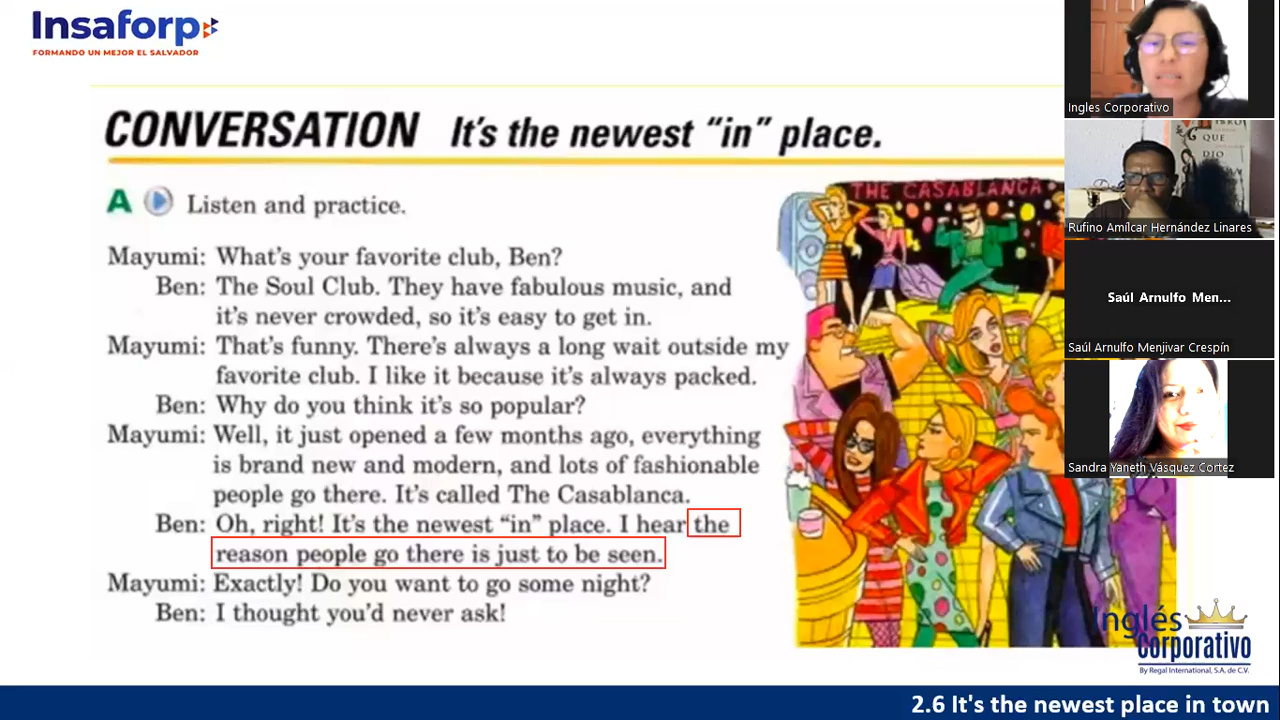 Insaforp
FORMANDO UN MEJOR EL SALVADOR
CONVERSATION It's the newest "in" place.
A Listen and practice.
Mayumi: What's your favorite club, Ben?
Ben: The Soul Club. They have fabulous music, and
it's never crowded, so it's easy to get in.
Mayumi: That's funny. There's always a long wait outside my
favorite club. I like it because it's always packed.
Ben: Why do you think it's so popular?
Mayumi: Well, it just opened a few months ago, everything
is brand new and modern, and lots of fashionable
people go there. It's called The Casablanca.
Ben: Oh, right! It's the newest "in" place. I hear the
reason people go there is just to be seen.
Mayumi: Exactly! Do you want to go some night?
Ben: I thought you'd never ask!
THE CASABLANCA
Ingles Corporativo
QUE
DIO
Rufino Amílcar Hernández Linares
Saúl Arnulfo Men...
Saúl Arnulfo Menjivar Crespín
Sandra Yaneth Vásquez Cortez
Inglés
Corporativo
By Regal International, S.A. de C.V.
2.6 It's the newest place in town